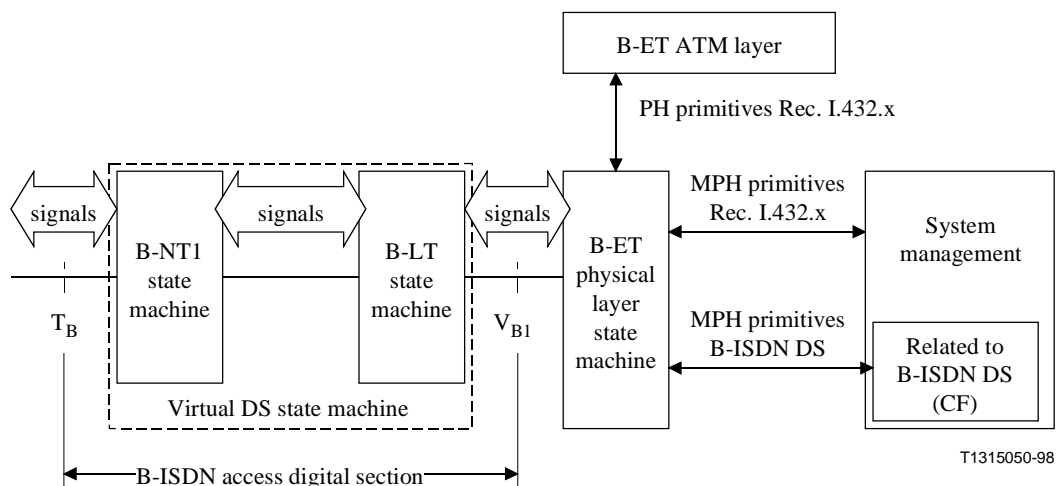 B-ET ATM layer
PH primitives Rec. I.432.x
signals
signals
signals
B-NT1
state
machine
B-LT
state
machine
B-ET
physical
layer
state
machine
MPH primitives
Rec. I.432.x
System
management
T_B
V_B1
MPH primitives
B-ISDN DS
Related to
B-ISDN DS
(CF)
Virtual DS state machine
B-ISDN access digital section
T1315050-98